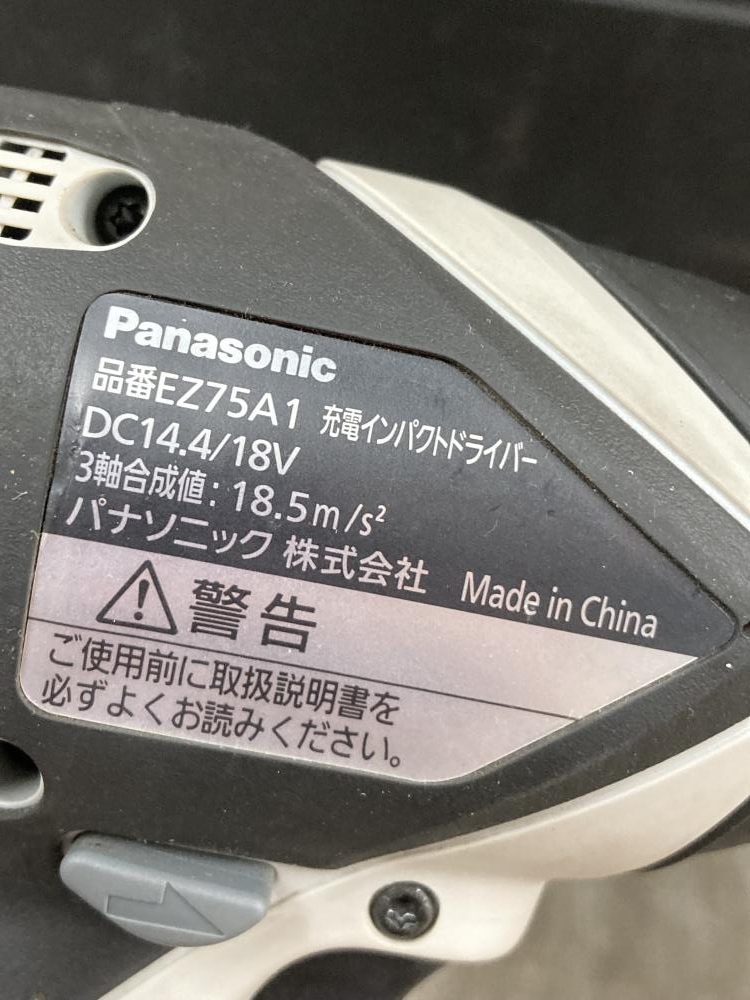 Panasonic
品番EZ75A1 充電インパクトドライバー
DC14.4/18V
3軸合成値: 18.5m/s²
パナソニック 株式会社 Made in China
警告
ご使用前に取扱説明書を
必ずよくお読みください。